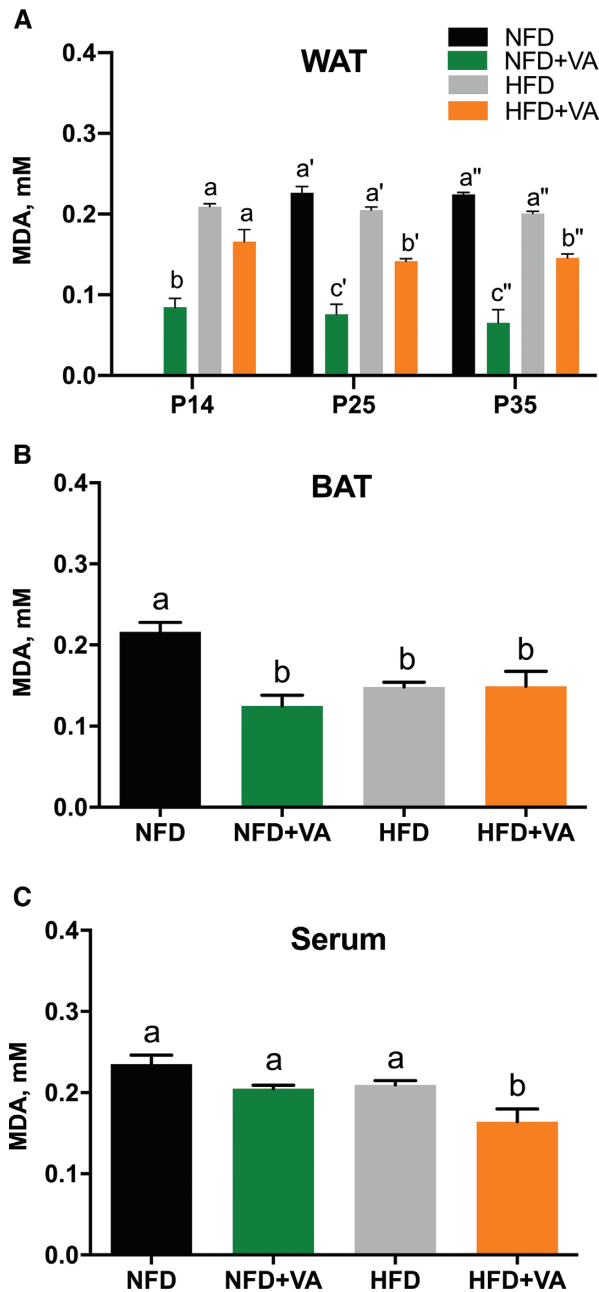 A
WAT
NFD
NFD+VA
HFD
HFD+VA
MDA, mM
0.4
0.3
0.2
0.1
0.0
b
a
a
a'
c'
a'
b'
a"
c"
a"
b"
P14
P25
P35
B
BAT
MDA, mM
0.4
0.3
0.2
0.1
0.0
a
b
b
b
NFD
NFD+VA
HFD
HFD+VA
C
Serum
MDA, mM
0.4
0.3
0.2
0.1
0.0
a
a
a
b
NFD
NFD+VA
HFD
HFD+VA